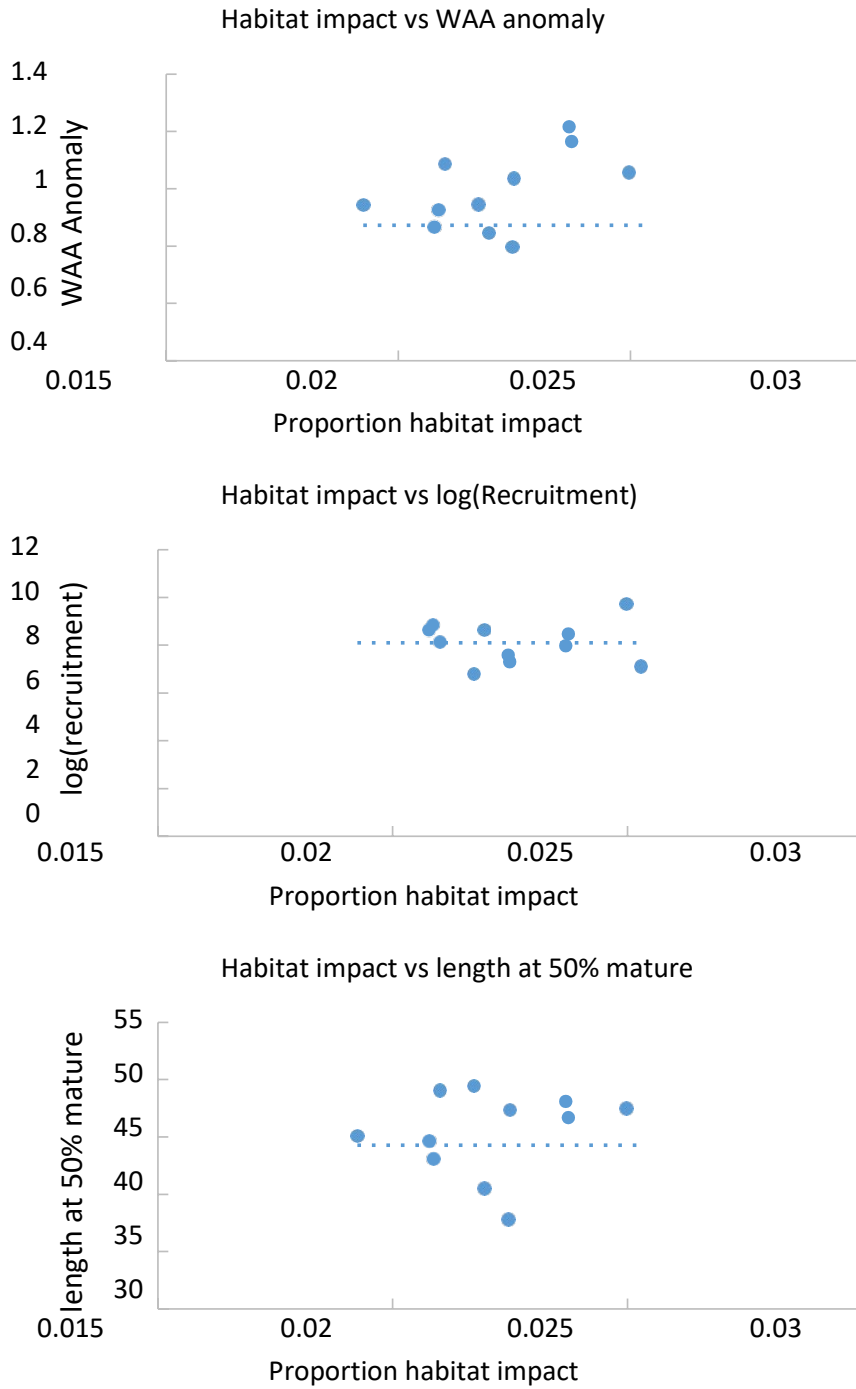 Habitat impact vs WAA anomaly
1.4
1.2
1
0.8
0.6
0.4
WAA Anomaly
0.015 0.02 0.025 0.03
Proportion habitat impact
Habitat impact vs log(Recruitment)
12
10
8
6
4
2
0
log(recruitment)
0.015 0.02 0.025 0.03
Proportion habitat impact
Habitat impact vs length at 50% mature
55
50
45
40
35
30
length at 50% mature
0.015 0.02 0.025 0.03
Proportion habitat impact